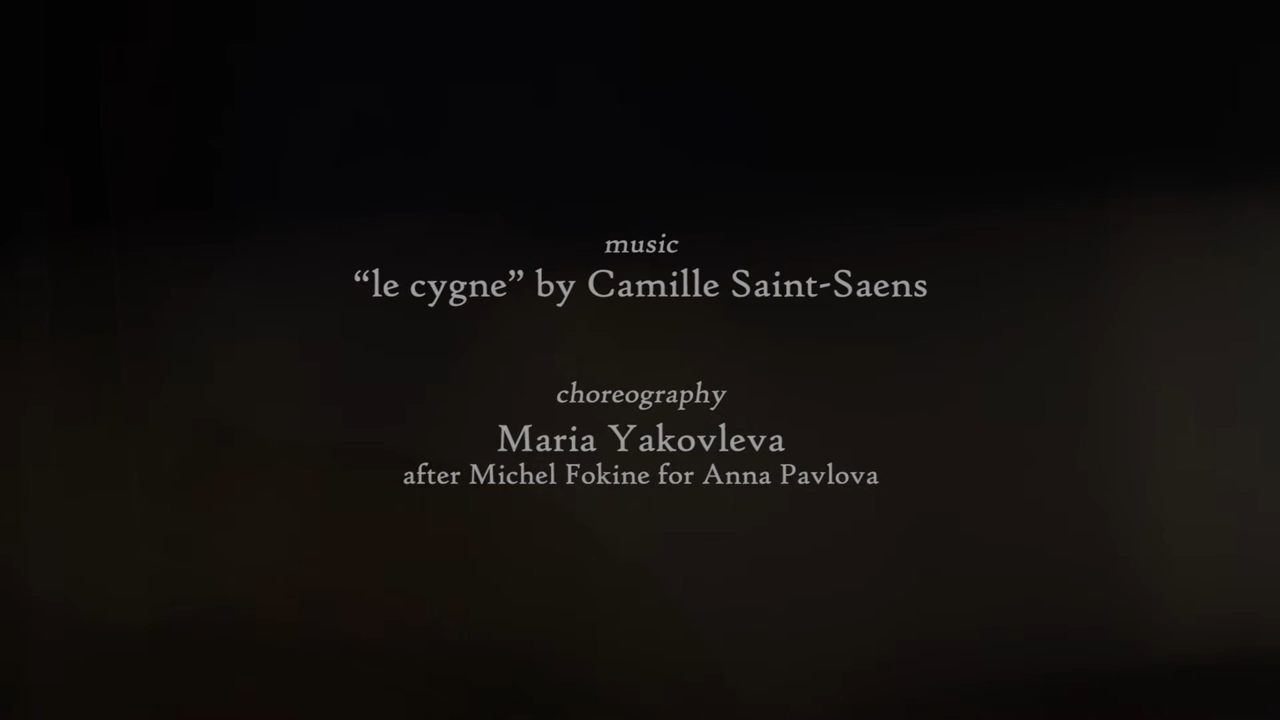 music
“le cygne” by Camille Saint-Saens
choreography
Maria Yakovleva
after Michel Fokine for Anna Pavlova